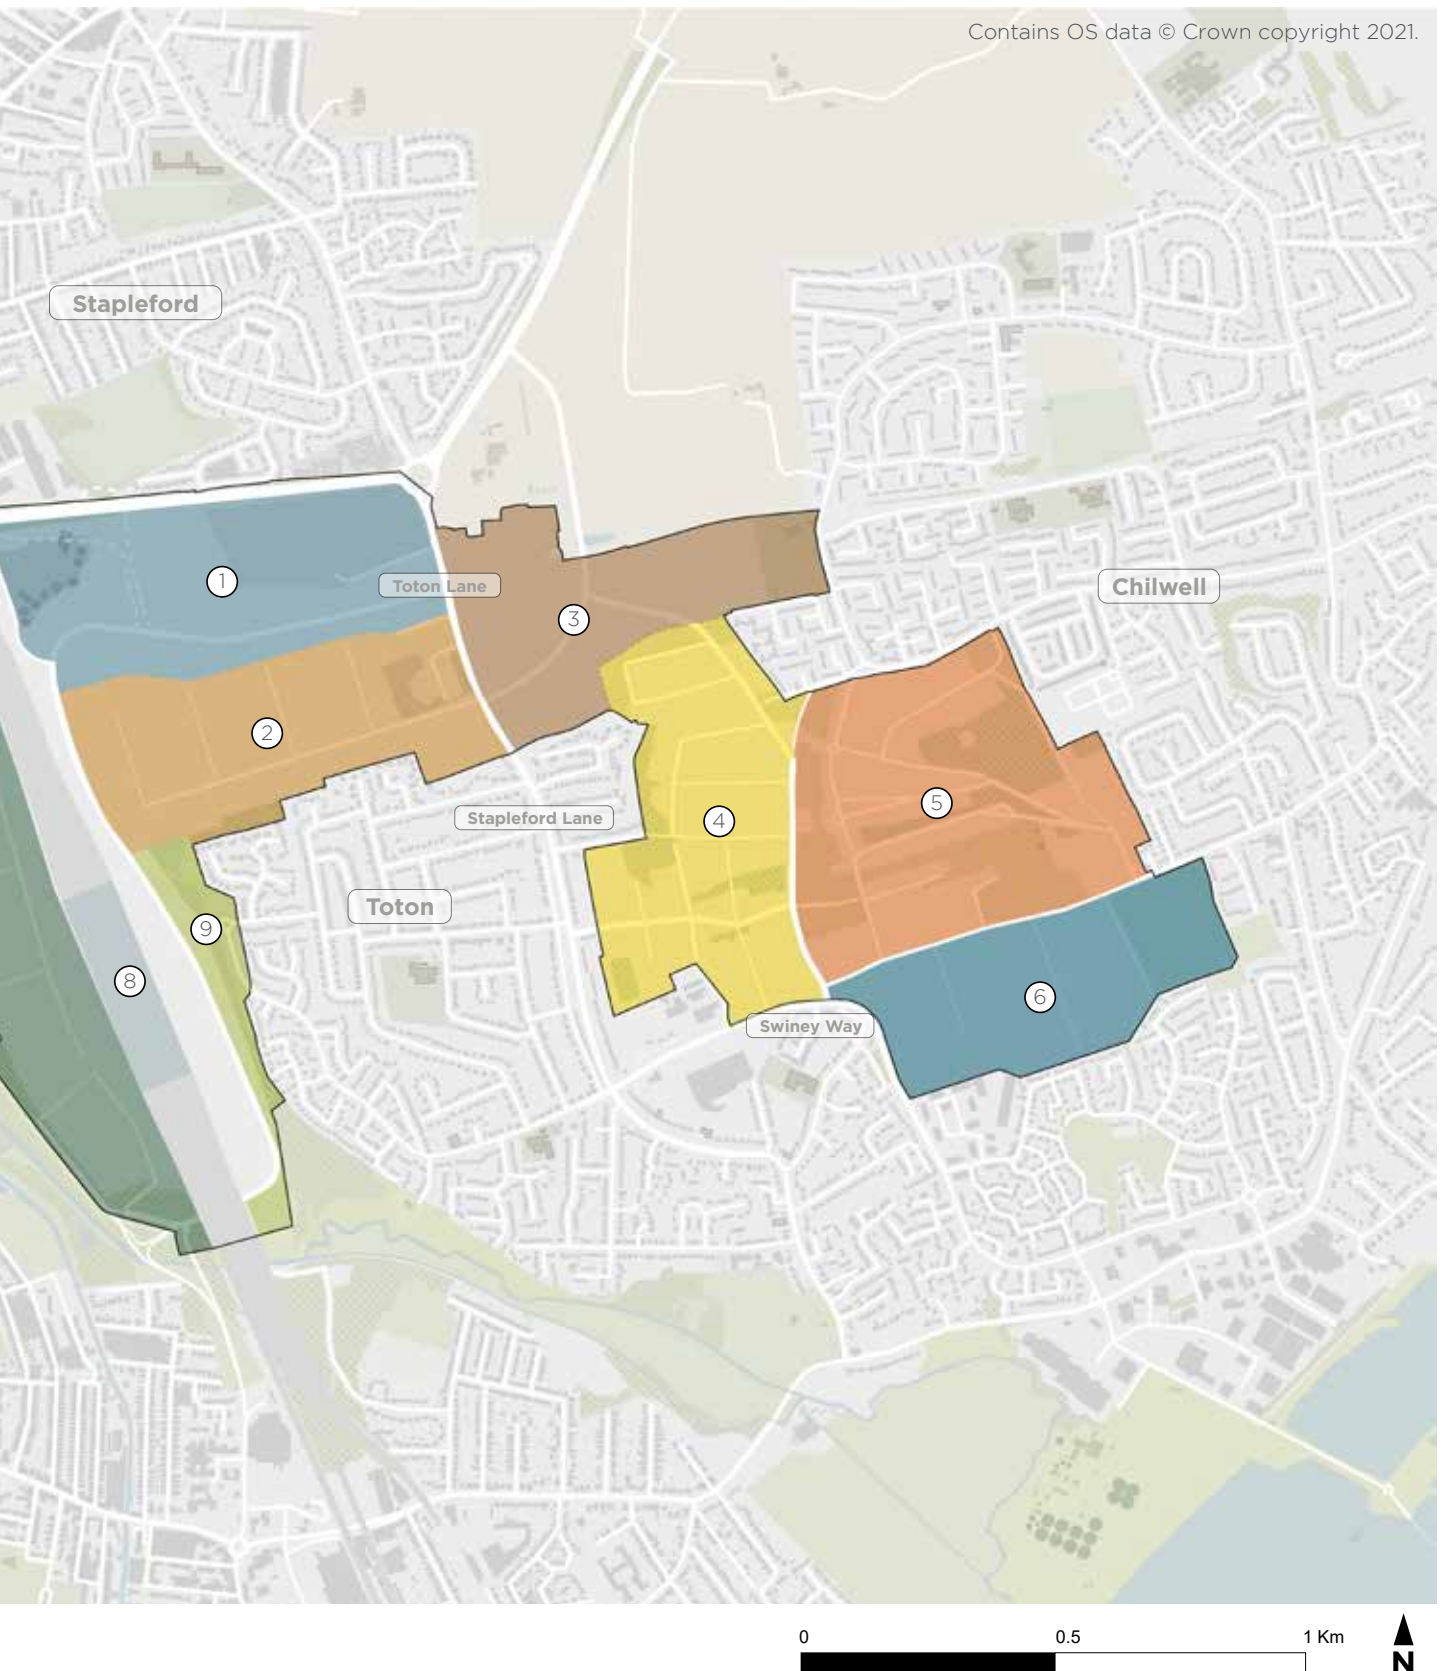 Contains OS data © Crown copyright 2021.
Stapleford
1
Toton Lane
Chilwell
3
2
5
Stapleford Lane
4
Toton
9
8
6
Swiney Way
0 0.5 1 Km
N